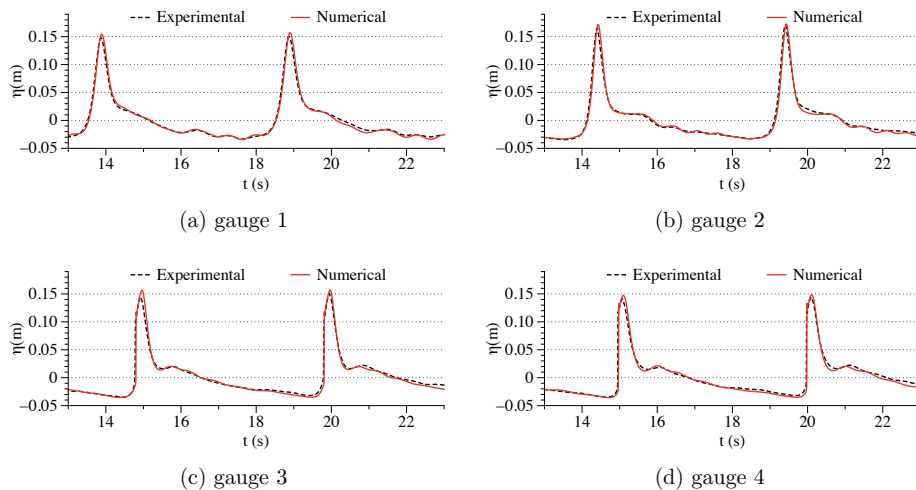 Experimental Numerical
0.15
0.10
η(m)
0.05
0
−0.05
14 16 18 20 22
t (s)
(a) gauge 1
Experimental Numerical
0.15
0.10
η(m)
0.05
0
−0.05
14 16 18 20 22
t (s)
(b) gauge 2
Experimental Numerical
0.15
0.10
η(m)
0.05
0
−0.05
14 16 18 20 22
t (s)
(c) gauge 3
Experimental Numerical
0.15
0.10
η(m)
0.05
0
−0.05
14 16 18 20 22
t (s)
(d) gauge 4